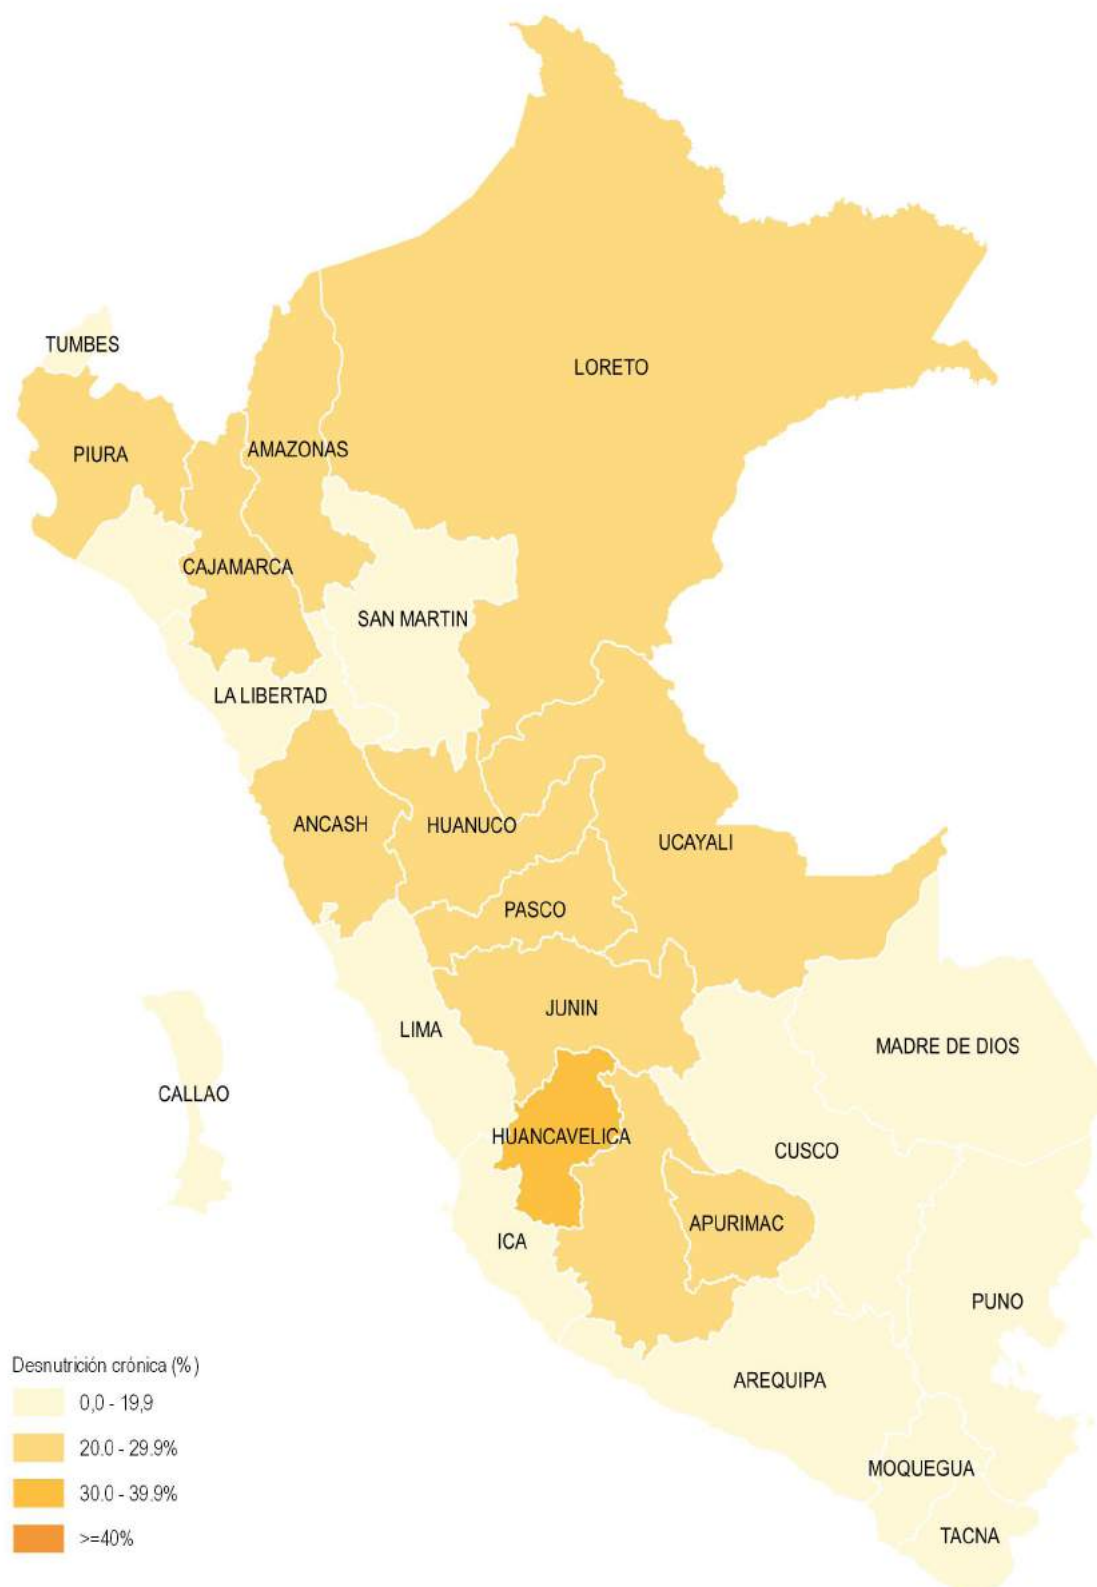 TUMBES
LORETO
AMAZONAS
PIURA
CAJAMARCA
SAN MARTIN
LA LIBERTAD
ANCASH
HUANUCO
UCAYALI
PASCO
JUNIN
LIMA
MADRE DE DIOS
CALLAO
HUANCAVELICA
CUSCO
APURIMAC
ICA
PUNO
AREQUIPA
MOQUEGUA
TACNA
Desnutrición crónica (%)
0,0 - 19,9
20.0 - 29.9%
30.0 - 39.9%
>=40%